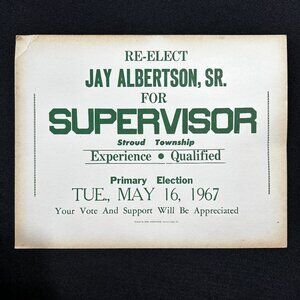 RE-ELECT
JAY ALBERTSON, SR.
FOR
SUPERVISOR
Stroud Township
Experience • Qualified
Primary Election
TUE., MAY 16, 1967
Your Vote And Support Will Be Appreciated